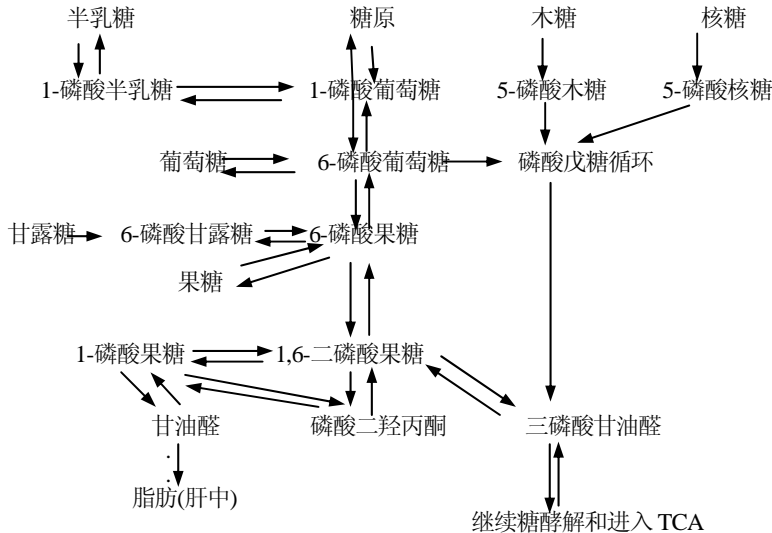 半乳糖 糖原 木糖 核糖
1-磷酸半乳糖 1-磷酸葡萄糖 5-磷酸木糖 5-磷酸核糖
葡萄糖 6-磷酸葡萄糖 磷酸戊糖循环
甘露糖 6-磷酸甘露糖 6-磷酸果糖
果糖
1-磷酸果糖 1,6-二磷酸果糖
甘油醛 磷酸二羟丙酮 三磷酸甘油醛
脂肪(肝中)
继续糖酵解和进入 TCA